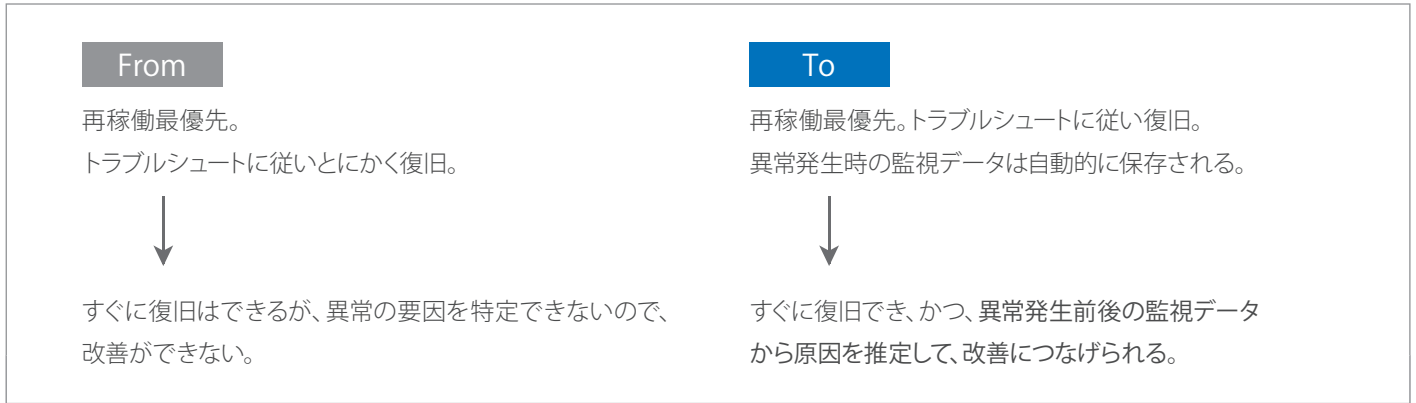 From
再稼働最優先。
トラブルシュートに従いとにかく復旧。
すぐに復旧はできるが、異常の要因を特定できないので、
改善ができない。
To
再稼働最優先。トラブルシュートに従い復旧。
異常発生時の監視データは自動的に保存される。
すぐに復旧でき、かつ、異常発生前後の監視データ
から原因を推定して、改善につなげられる。